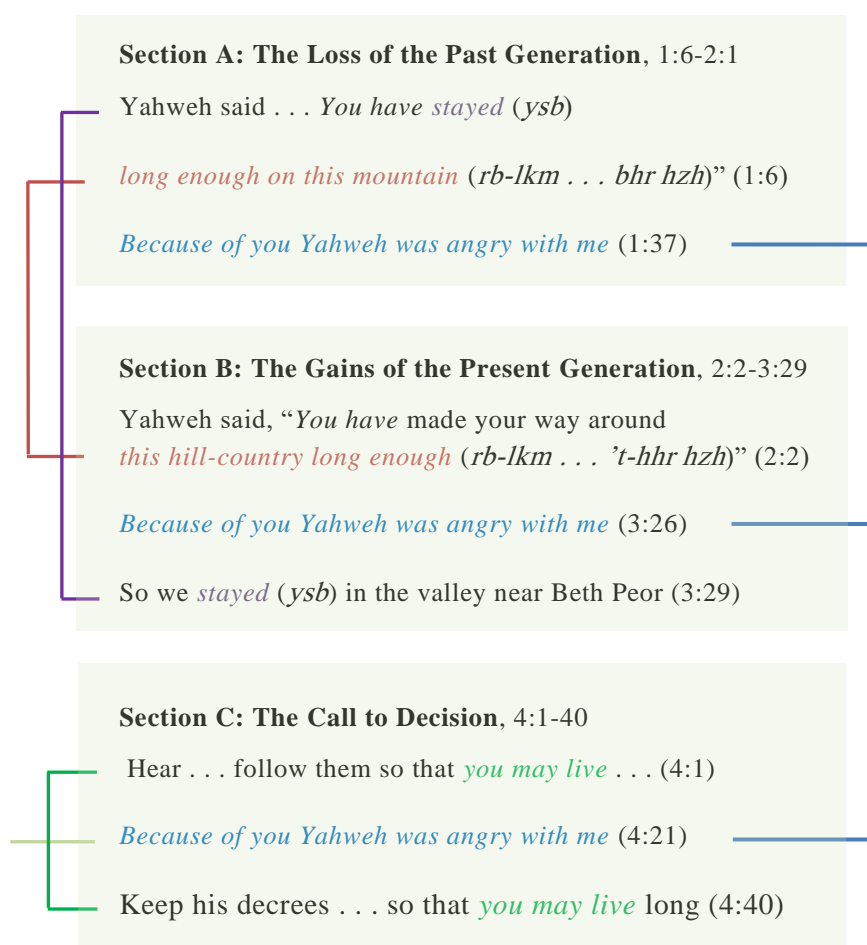 Section A: The Loss of the Past Generation, 1:6-2:1
Yahweh said . . . You have stayed (ysb)
long enough on this mountain (rb-lkm . . . bhr hzh)” (1:6)
Because of you Yahweh was angry with me (1:37)
Section B: The Gains of the Present Generation, 2:2-3:29
Yahweh said, “You have made your way around
this hill-country long enough (rb-lkm . . . ’t-hhr hzh)” (2:2)
Because of you Yahweh was angry with me (3:26)
So we stayed (ysb) in the valley near Beth Peor (3:29)
Section C: The Call to Decision, 4:1-40
Hear . . . follow them so that you may live . . . (4:1)
Because of you Yahweh was angry with me (4:21)
Keep his decrees . . . so that you may live long (4:40)